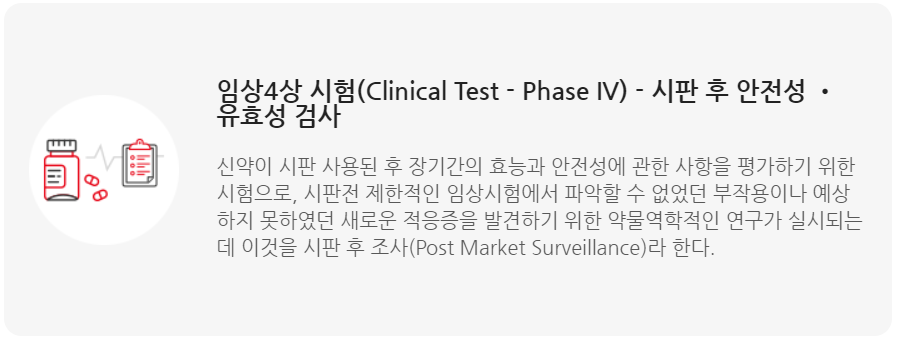 임상4상 시험(Clinical Test - Phase IV) - 시판 후 안전성 ・
유효성 검사
신약이 시판 사용된 후 장기간의 효능과 안전성에 관한 사항을 평가하기 위한
시험으로, 시판전 제한적인 임상시험에서 파악할 수 없었던 부작용이나 예상
하지 못하였던 새로운 적응증을 발견하기 위한 약물역학적인 연구가 실시되는
데 이것을 시판 후 조사(Post Market Surveillance)라 한다.